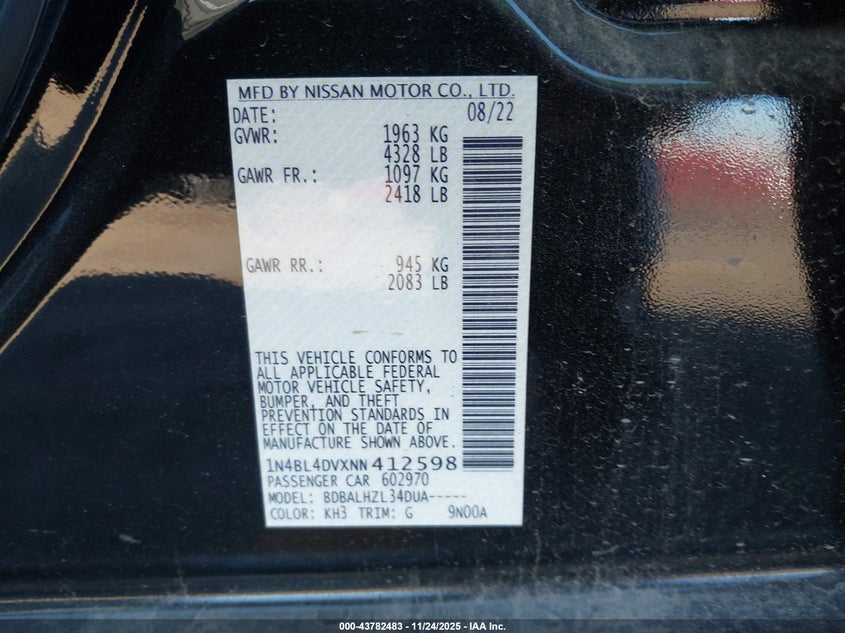 MFD BY NISSAN MOTOR CO., LTD.
DATE: 08/22
GVWR: 1963 KG
4328 LB
GAWR FR.: 1097 KG
2418 LB
GAWR RR.: 945 KG
2083 LB
THIS VEHICLE CONFORMS TO
ALL APPLICABLE FEDERAL
MOTOR VEHICLE SAFETY,
BUMPER, AND THEFT
PREVENTION STANDARDS IN
EFFECT ON THE DATE OF
MANUFACTURE SHOWN ABOVE.
1N4BL4DVXNN412598
PASSENGER CAR 602970
MODEL: BDBALHZL34DUA-----
COLOR: KH3 TRIM: G 9N00A
000-43782483 - 11/24/2025 - IAA Inc.